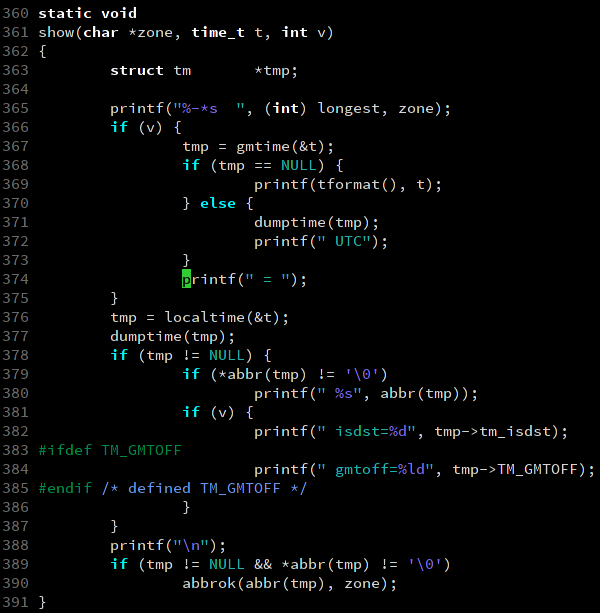 360 static void
361 show(char *zone, time_t t, int v)
362 {
363         struct tm       *tmp;
364
365         printf("%-*s  ", (int) longest, zone);
366         if (v) {
367                 tmp = gmtime(&t);
368                 if (tmp == NULL) {
369                         printf(tformat(), t);
370                 } else {
371                         dumptime(tmp);
372                         printf(" UTC");
373                 }
374                 printf(" = ");
375         }
376         tmp = localtime(&t);
377         dumptime(tmp);
378         if (tmp != NULL) {
379                 if (*abbr(tmp) != '\0')
380                         printf(" %s", abbr(tmp));
381                 if (v) {
382                         printf(" isdst=%d", tmp->tm_isdst);
383 #ifdef TM_GMTOFF
384                         printf(" gmtoff=%ld", tmp->TM_GMTOFF);
385 #endif /* defined TM_GMTOFF */
386                 }
387         }
388         printf("\n");
389         if (tmp != NULL && *abbr(tmp) != '\0')
390                 abbrok(abbr(tmp), zone);
391 }